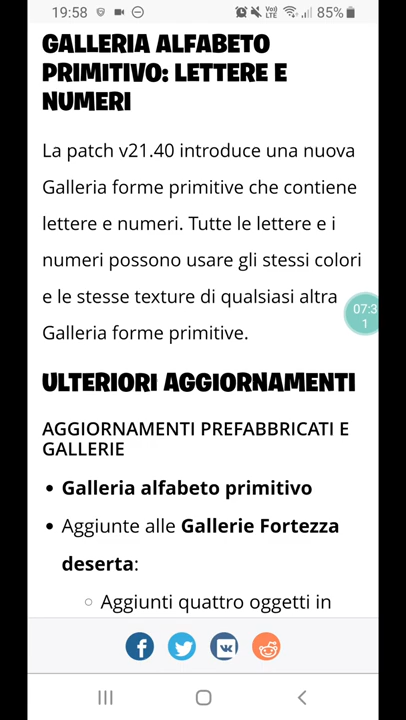 19:58
Vo)
LTE
85%
GALLERIA ALFABETO
PRIMITIVO: LETTERE E
NUMERI
La patch v21.40 introduce una nuova
Galleria forme primitive che contiene
lettere e numeri. Tutte le lettere e i
numeri possono usare gli stessi colori
e le stesse texture di qualsiasi altra
Galleria forme primitive.
07:3
1
ULTERIORI AGGIORNAMENTI
AGGIORNAMENTI PREFABBRICATI E
GALLERIE
• Galleria alfabeto primitivo
• Aggiunte alle Gallerie Fortezza
deserta:
○ Aggiunti quattro oggetti in